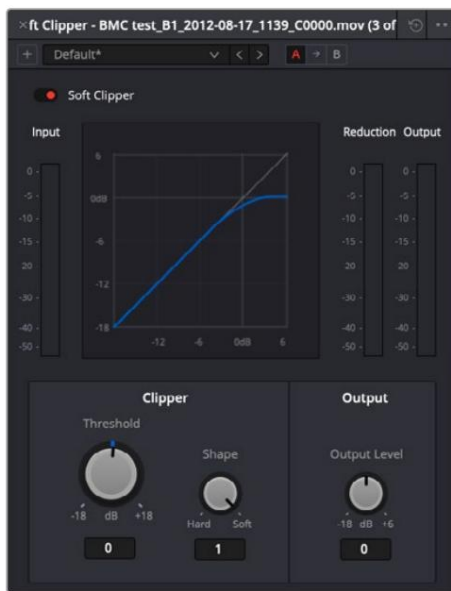 ft Clipper - BMC test_B1_2012-08-17_1139_C0000.mov (3 of
Default*
A
B
Soft Clipper
Input
Reduction Output
6
0dB
-6
-12
-18
-12 -6 0dB 6
0
-5
-10
-15
20
-30
-40
-50
0 0
-5 -5
-10 -10
-15 -15
20 20
-30 -30
-40 -40
-50 -50
Clipper
Threshold
-18 dB +18
0
Shape
Hard Soft
1
Output
Output Level
-18 dB +6
0